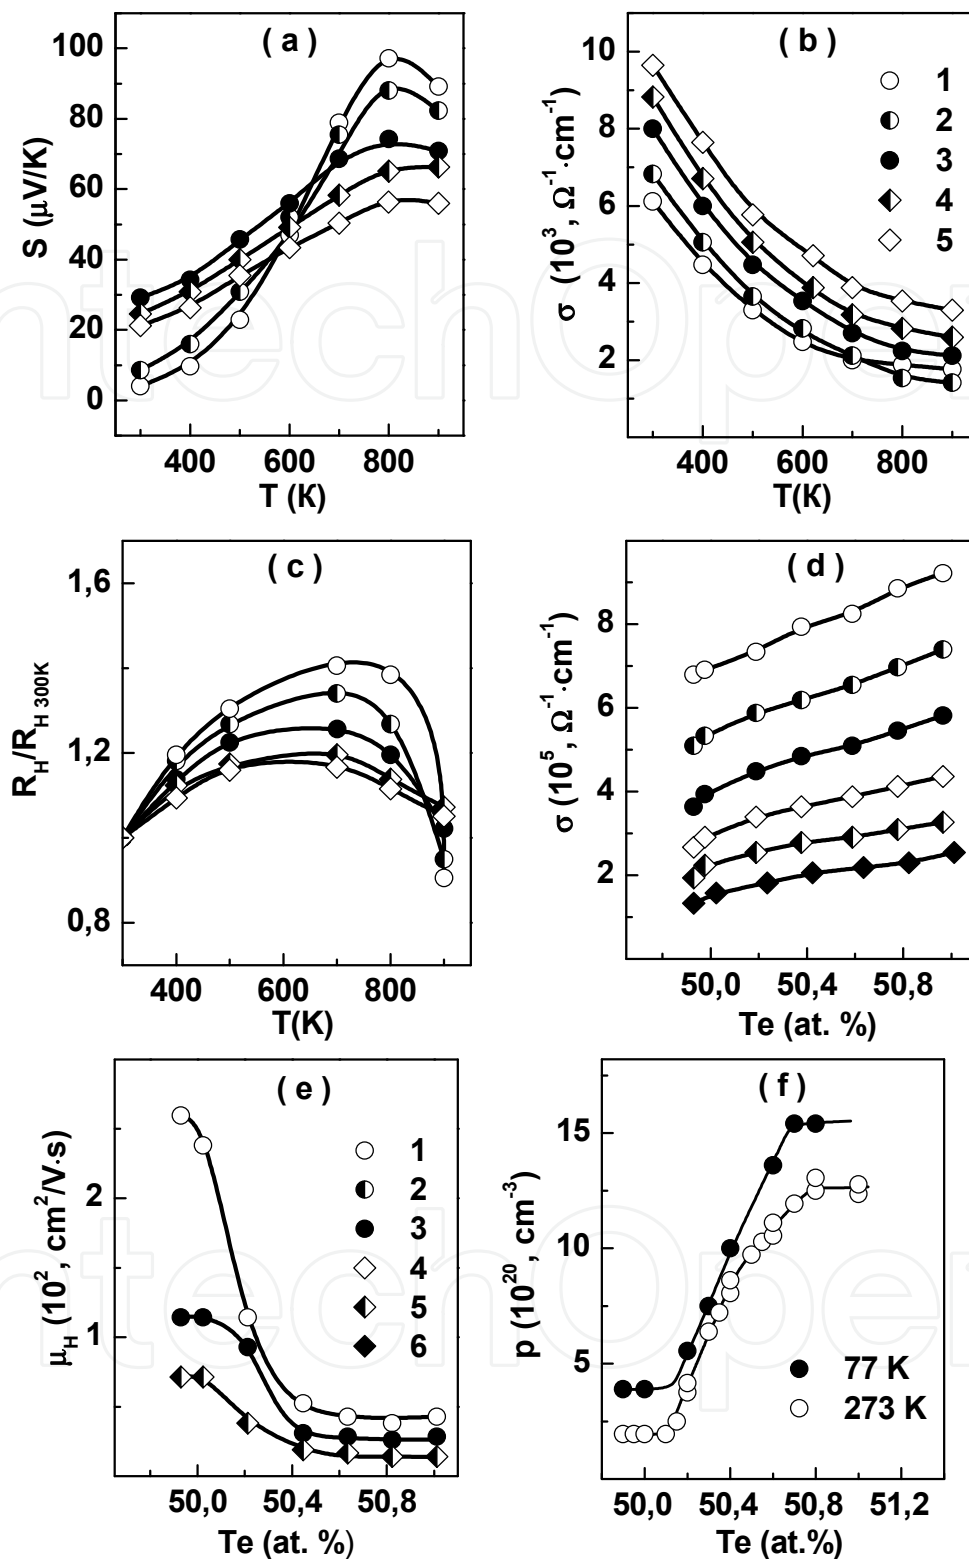 ( a )
100
80
60
40
20
0
S (μV/K)
400 600 800
T (K)
( b )
10
8
6
4
2
σ (10³ , Ω⁻¹·cm⁻¹)
1
2
3
4
5
400 600 800
T(K)
( c )
1,6
1,2
0,8
R_H/R_H 300K
400 600 800
T(K)
( d )
8
6
4
2
σ (10⁵, Ω⁻¹·cm⁻¹)
50,0 50,4 50,8
Te (at. %)
( e )
2
1
μ_H (10² , cm²/V·s)
1
2
3
4
5
6
50,0 50,4 50,8
Te (at. %)
( f )
15
10
5
p (10²⁰ , cm⁻³)
77 K
273 K
50,0 50,4 50,8 51,2
Te (at.%)